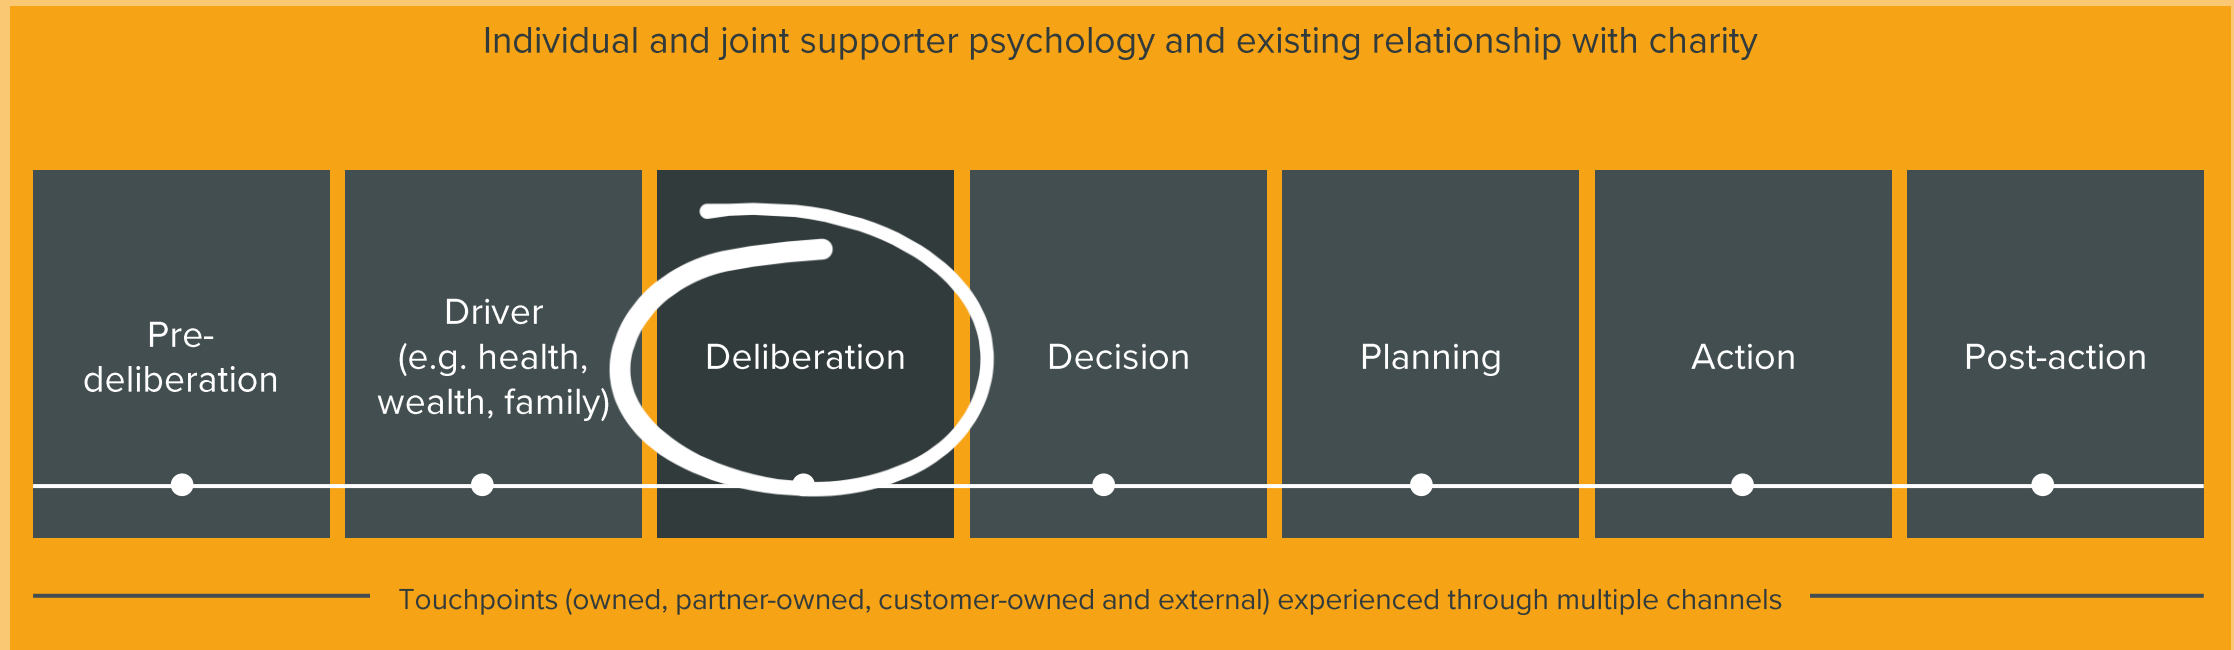 Individual and joint supporter psychology and existing relationship with charity
Pre-
deliberation
Driver
(e.g. health,
wealth, family)
Deliberation
Decision
Planning
Action
Post-action
Touchpoints (owned, partner-owned, customer-owned and external) experienced through multiple channels